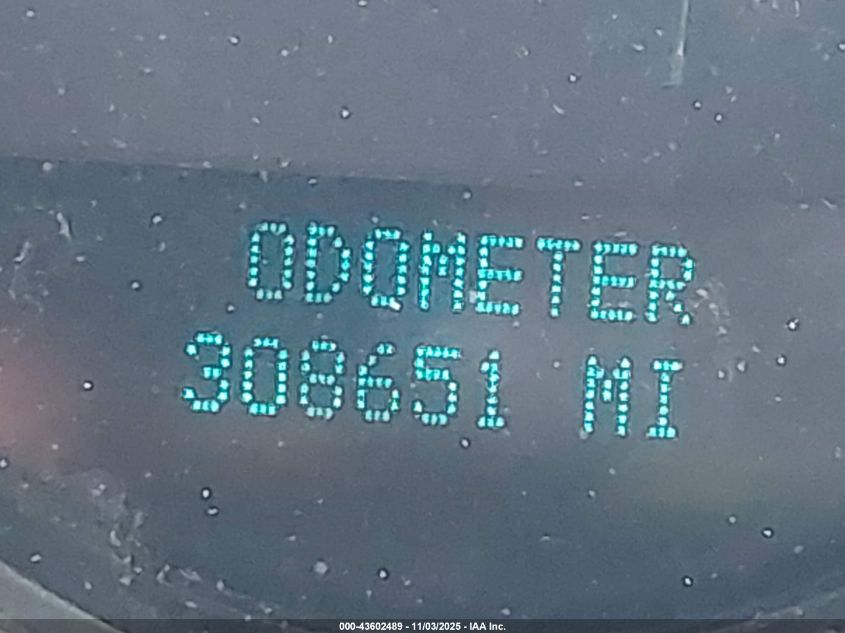 ODOMETER
308651 MI
000-43602489 - 11/03/2025 - IAA Inc.